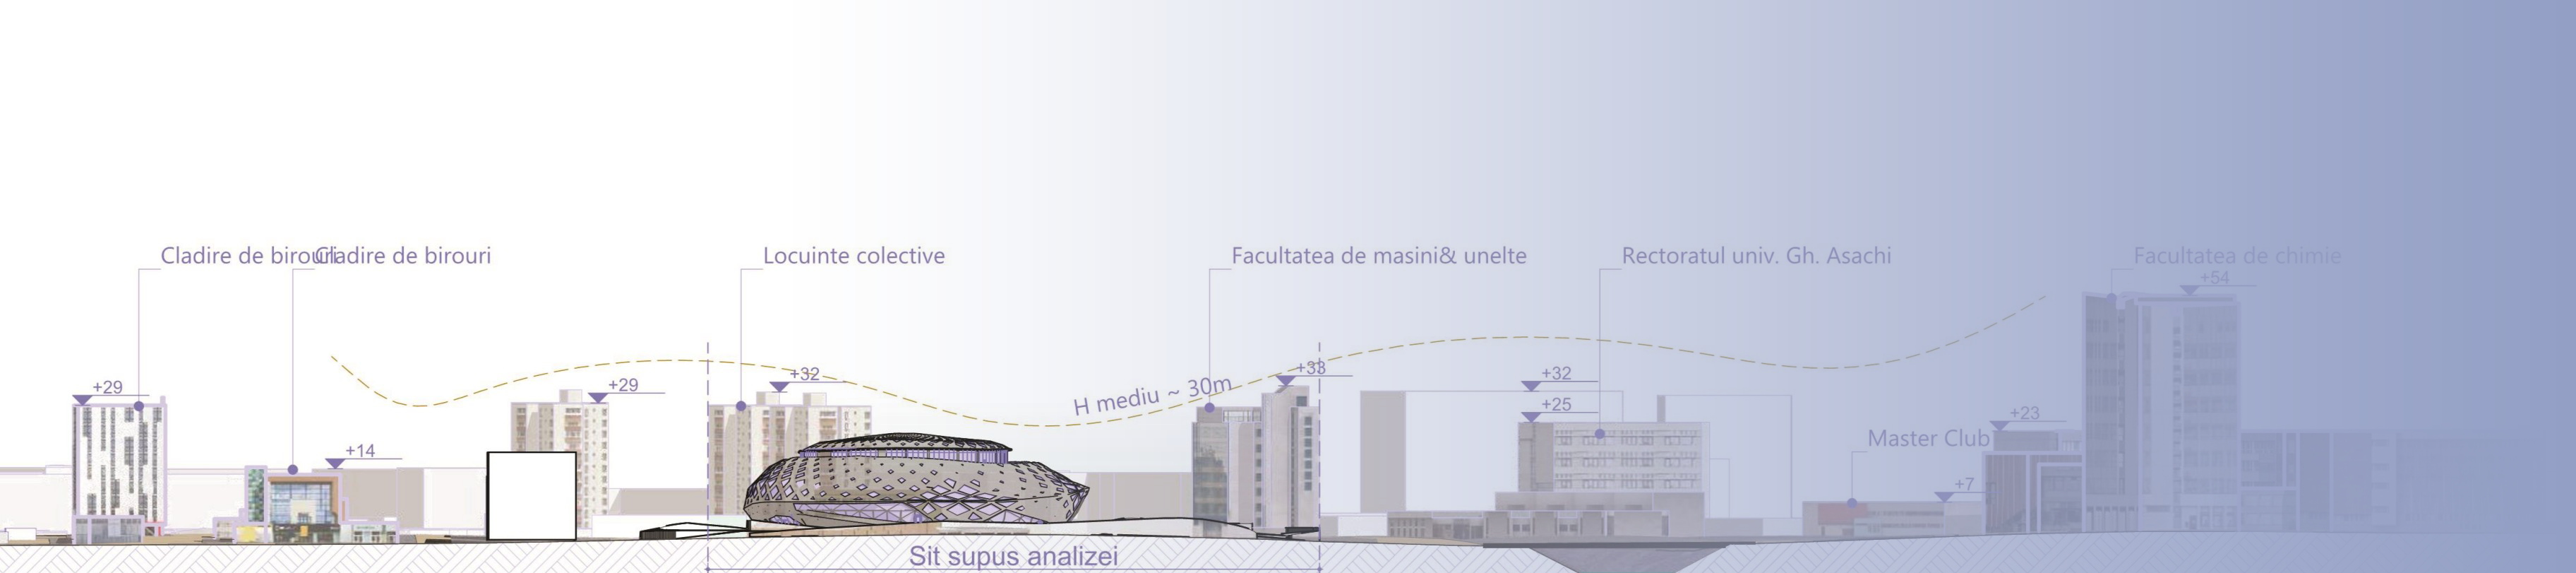 Cladire de birouri
Cladire de birouri
Locuinte colective
Facultatea de masini& unelte
Rectoratul univ. Gh. Asachi
Facultatea de chimie
+54
+29
+29
+32
H mediu ~ 30m
+33
+32
+25
+23
+14
Master Club
+7
Sit supus analizei